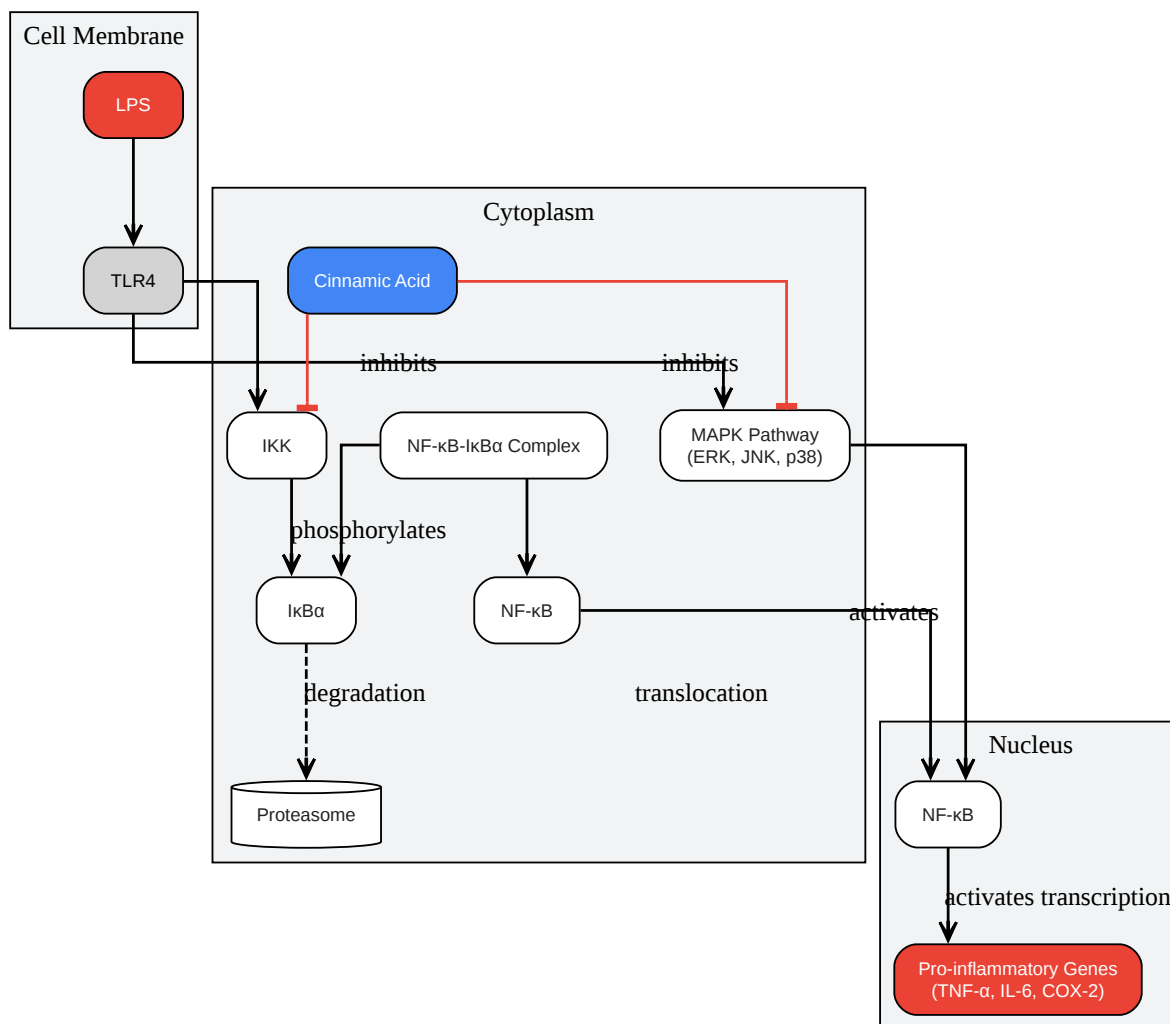 Cell Membrane
LPS
Cytoplasm
TLR4
Cinnamic Acid
inhibits
inhibits
IKK
NF-κB-IκBα Complex
MAPK Pathway
(ERK, JNK, p38)
phosphorylates
IκBα
NF-κB
activates
degradation
translocation
Nucleus
Proteasome
NF-κB
activates transcription
Pro-inflammatory Genes
(TNF-α, IL-6, COX-2)